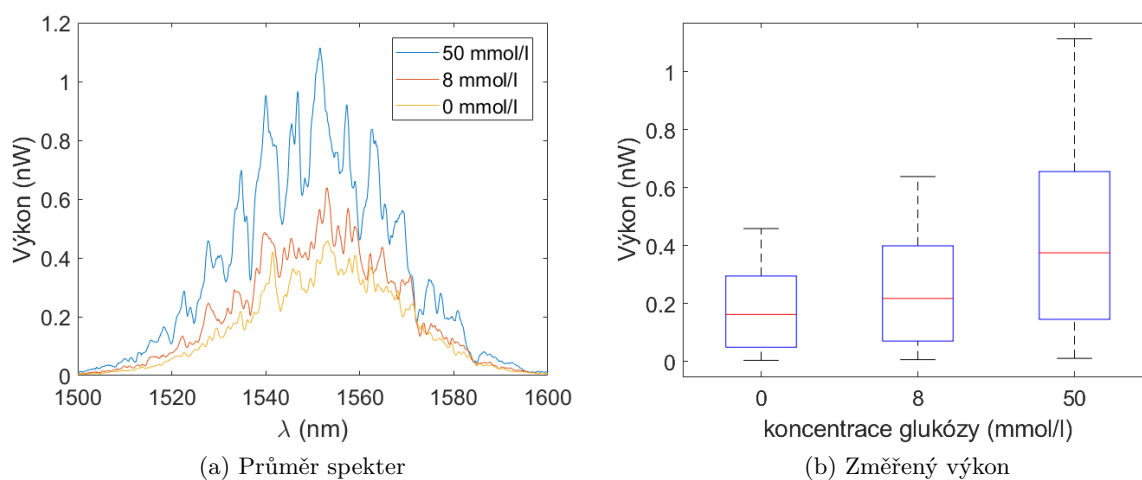 1.2
1
0.8
0.6
0.4
0.2
0
Výkon (nW)
50 mmol/l
8 mmol/l
0 mmol/l
1500 1520 1540 1560 1580 1600
λ (nm)
(a) Průměr spekter
1
0.8
0.6
0.4
0.2
0
Výkon (nW)
0 8 50
koncentrace glukózy (mmol/l)
(b) Změřený výkon